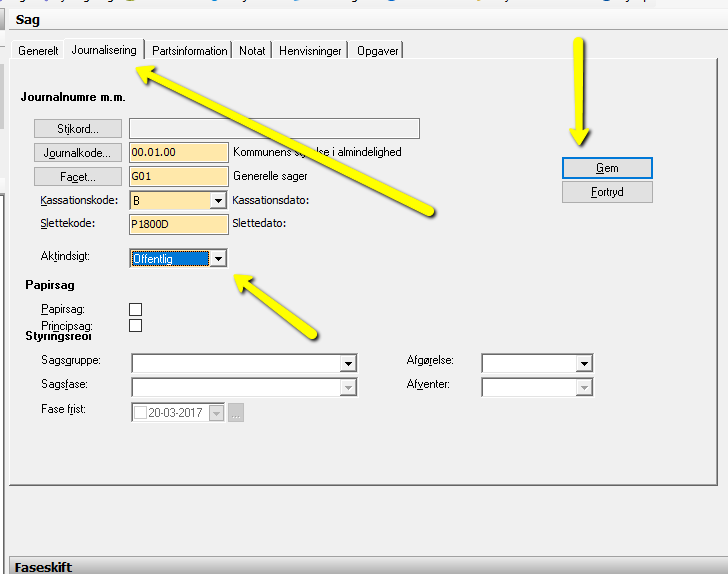 Sag
Generelt Journalisering Partsinformation Notat Henvisninger Opgaver
Journalnumre m.m.
Stikord...
Journalkode... 00.01.00 Kommunens styrelse i almindelighed
Gem
Facet... G01 Generelle sager
Fortryd
Kassationskode: B Kassationsdato:
Slettekode: P1800D Slettedato:
Aktindsigt: Offentlig
Papirsag
Papirsag:
Principsag:
Styringsreol
Sagsgruppe: Afgørelse:
Sagsfase: Afventer:
Fase frist: 20-03-2017 ...
Faseskift